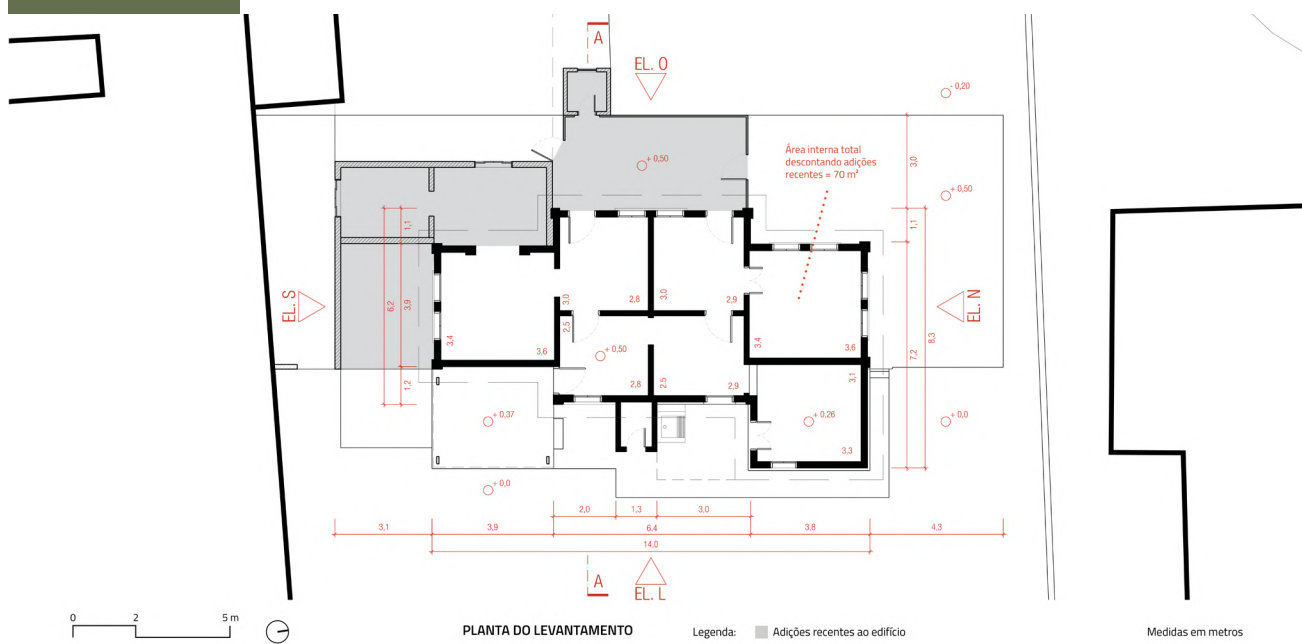 A
EL. O
- 0,20
Área interna total
descontando adições
recentes = 70 m²
3,0
+ 0,50
+ 0,50
1,1
1,1
EL. S
6,2
3,9
3,0
2,8
3,0
2,9
EL. N
8,3
7,2
3,4
3,6
2,5
+ 0,50
2,8
2,5
2,9
3,4
3,6
3,1
1,2
+ 0,37
+ 0,26
+ 0,0
3,3
+ 0,0
2,0
1,3
3,0
3,1
3,9
6.4
3,8
4,3
14,0
A
EL. L
0
2
5 m
PLANTA DO LEVANTAMENTO
Legenda:
Adições recentes ao edifício
Medidas em metros